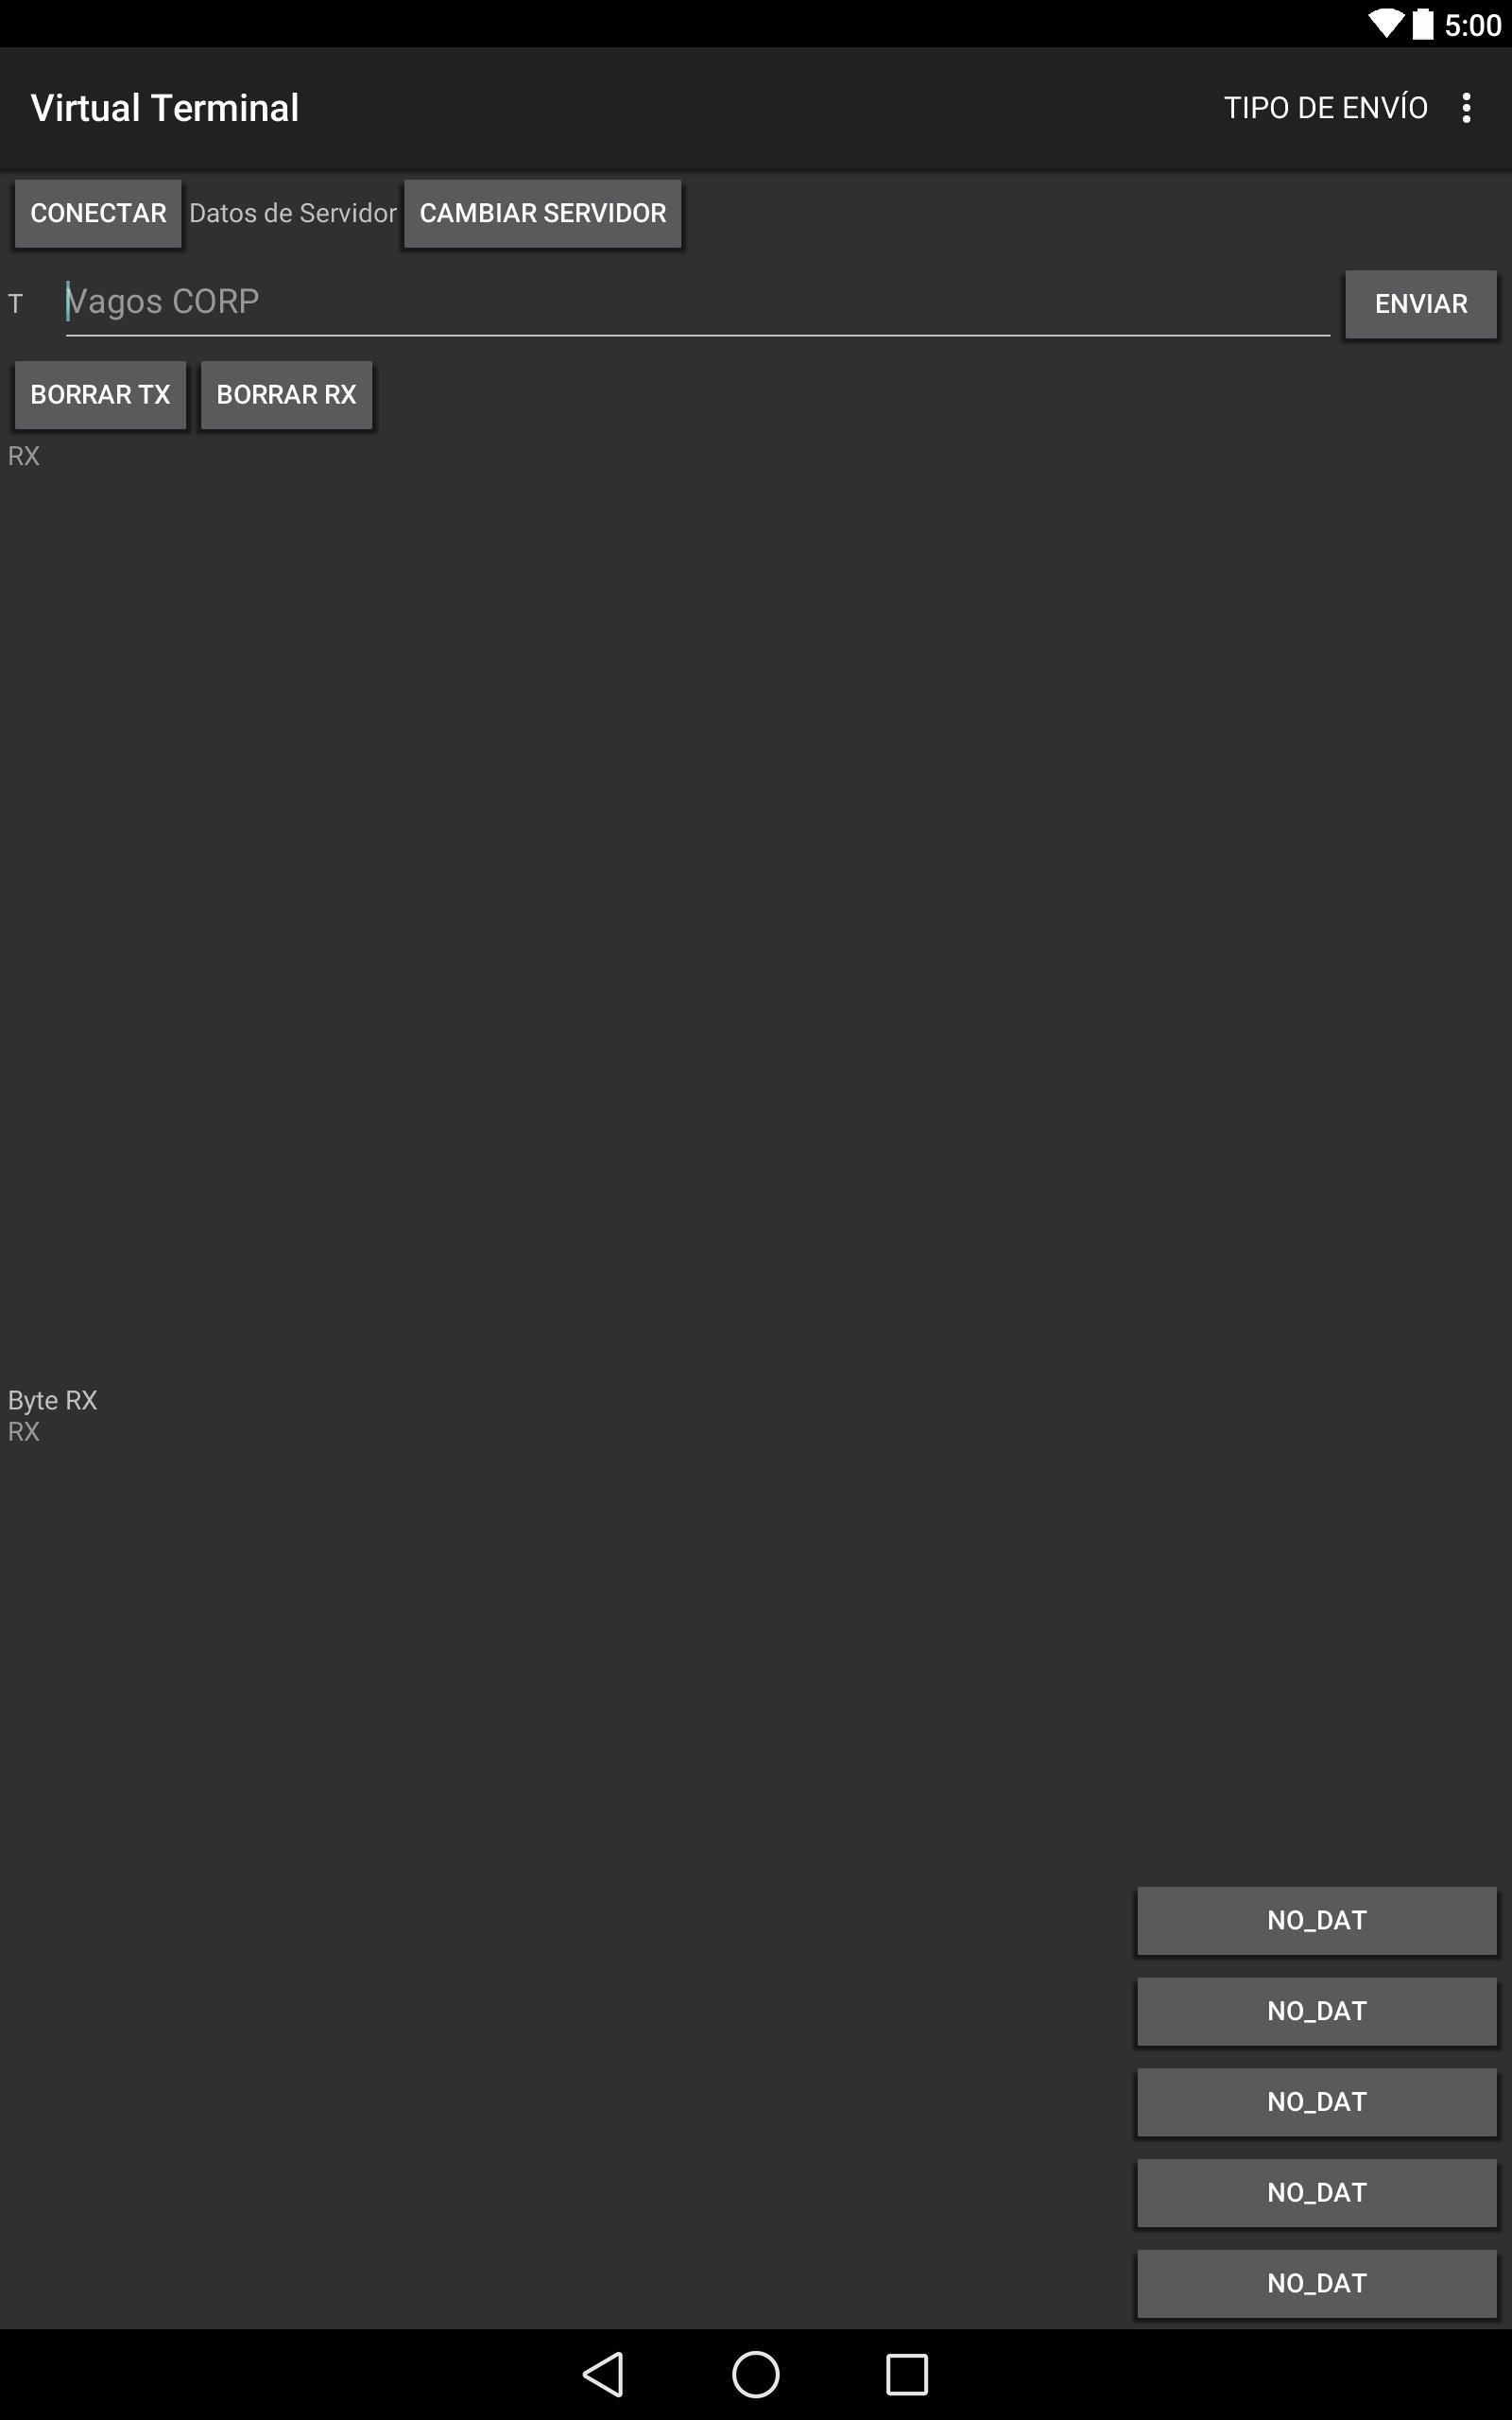 5:00
Virtual Terminal TIPO DE ENVÍO
CONECTAR Datos de Servidor CAMBIAR SERVIDOR
T Vagos CORP ENVIAR
BORRAR TX BORRAR RX
RX
Byte RX
RX
NO_DAT
NO_DAT
NO_DAT
NO_DAT
NO_DAT